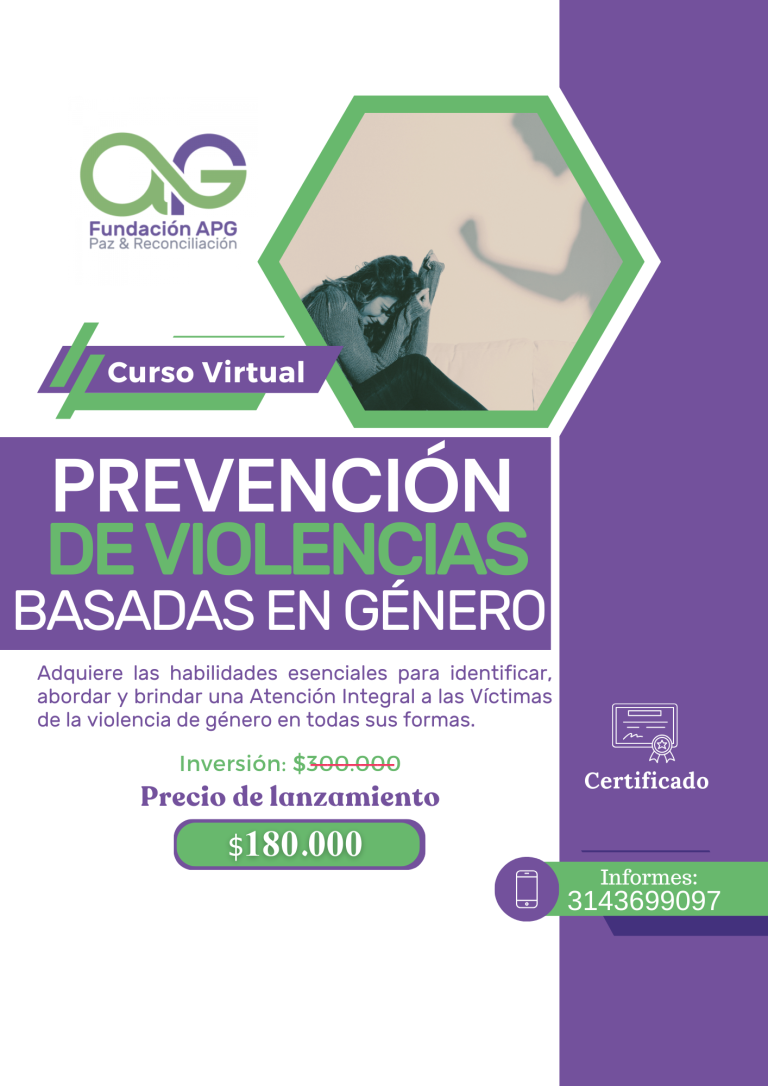 aPG
Fundación APG
Paz & Reconciliación
Curso Virtual
PREVENCIÓN
DE VIOLENCIAS
BASADAS EN GÉNERO
Adquiere las habilidades esenciales para identificar,
abordar y brindar una Atención Integral a las Víctimas
de la violencia de género en todas sus formas.
Inversión: $300.000
Precio de lanzamiento
$180.000
Certificado
Informes:
3143699097